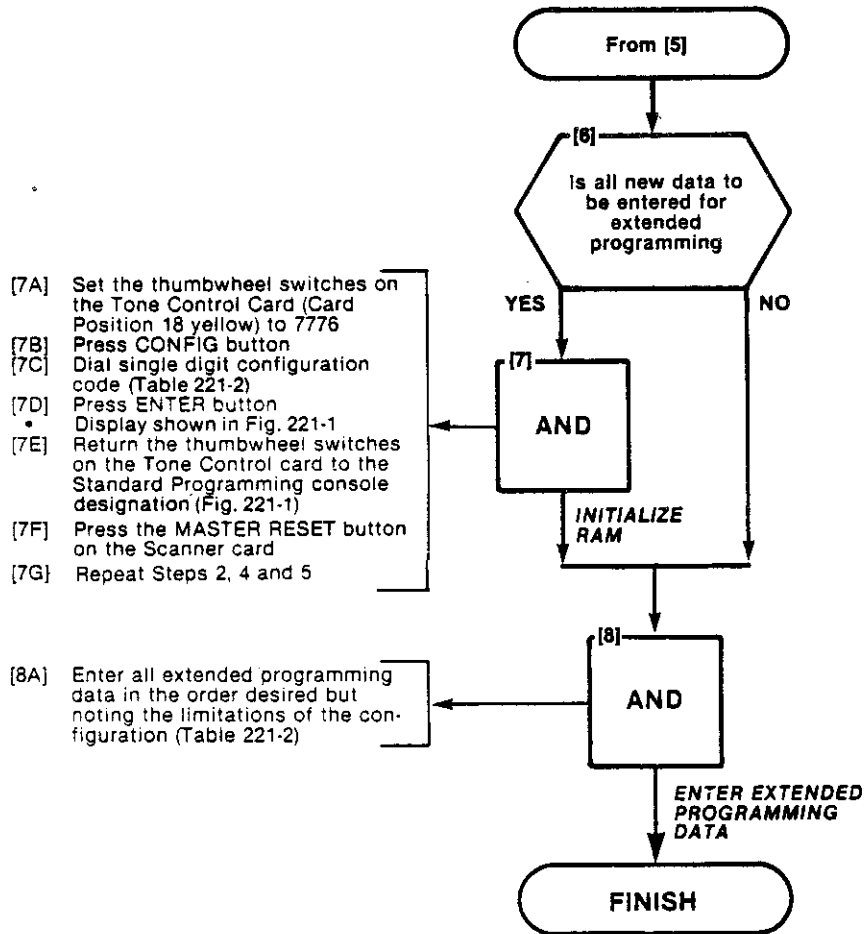 From [5]
[6]
Is all new data to
be entered for
extended
programming
YES
NO
[7]
AND
INITIALIZE
RAM
[7A] Set the thumbwheel switches on
the Tone Control Card (Card
Position 18 yellow) to 7776
[7B] Press CONFIG button
[7C] Dial single digit configuration
code (Table 221-2)
[7D] Press ENTER button
• Display shown in Fig. 221-1
[7E] Return the thumbwheel switches
on the Tone Control card to the
Standard Programming console
designation (Fig. 221-1)
[7F] Press the MASTER RESET button
on the Scanner card
[7G] Repeat Steps 2, 4 and 5
[8]
AND
[8A] Enter all extended programming
data in the order desired but
noting the limitations of the con-
figuration (Table 221-2)
ENTER EXTENDED
PROGRAMMING
DATA
FINISH